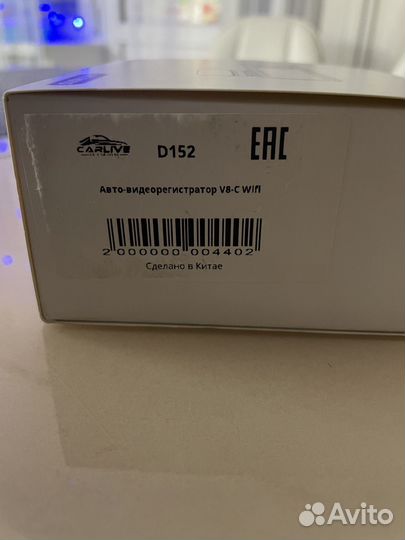 CARLIVE
D152
EAC
Авто-видеорегистратор V8-C Wifi
2 000000 004402
Сделано в Китае
Avito